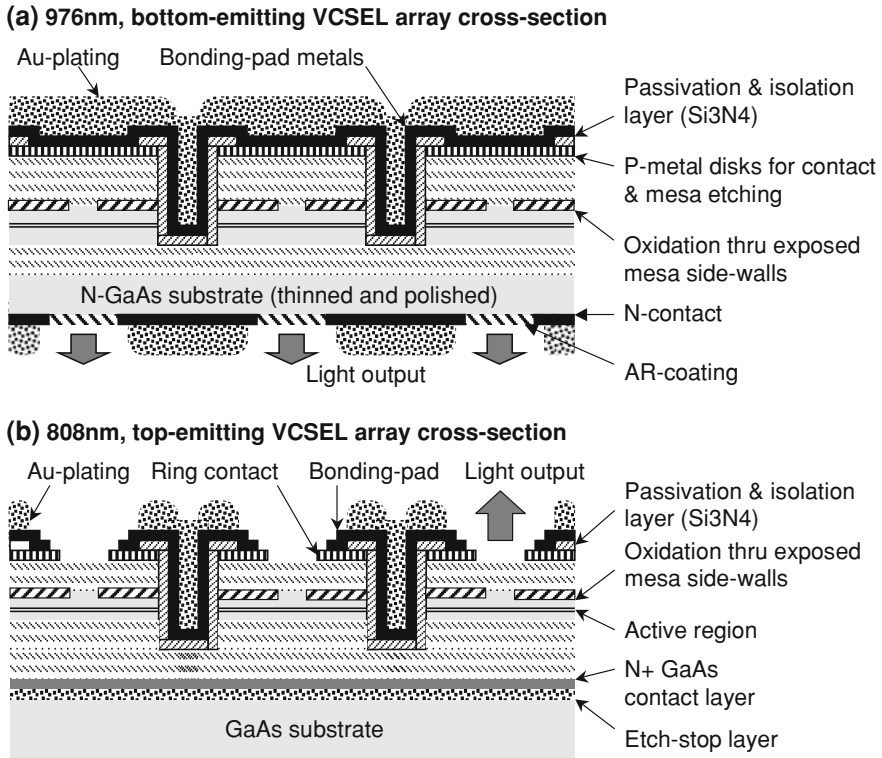 (a) 976nm, bottom-emitting VCSEL array cross-section
Au-plating
Bonding-pad metals
Passivation & isolation
layer (Si3N4)
P-metal disks for contact
& mesa etching
Oxidation thru exposed
mesa side-walls
N-GaAs substrate (thinned and polished)
N-contact
Light output
AR-coating
(b) 808nm, top-emitting VCSEL array cross-section
Au-plating
Ring contact
Bonding-pad
Light output
Passivation & isolation
layer (Si3N4)
Oxidation thru exposed
mesa side-walls
Active region
N+ GaAs
contact layer
GaAs substrate
Etch-stop layer